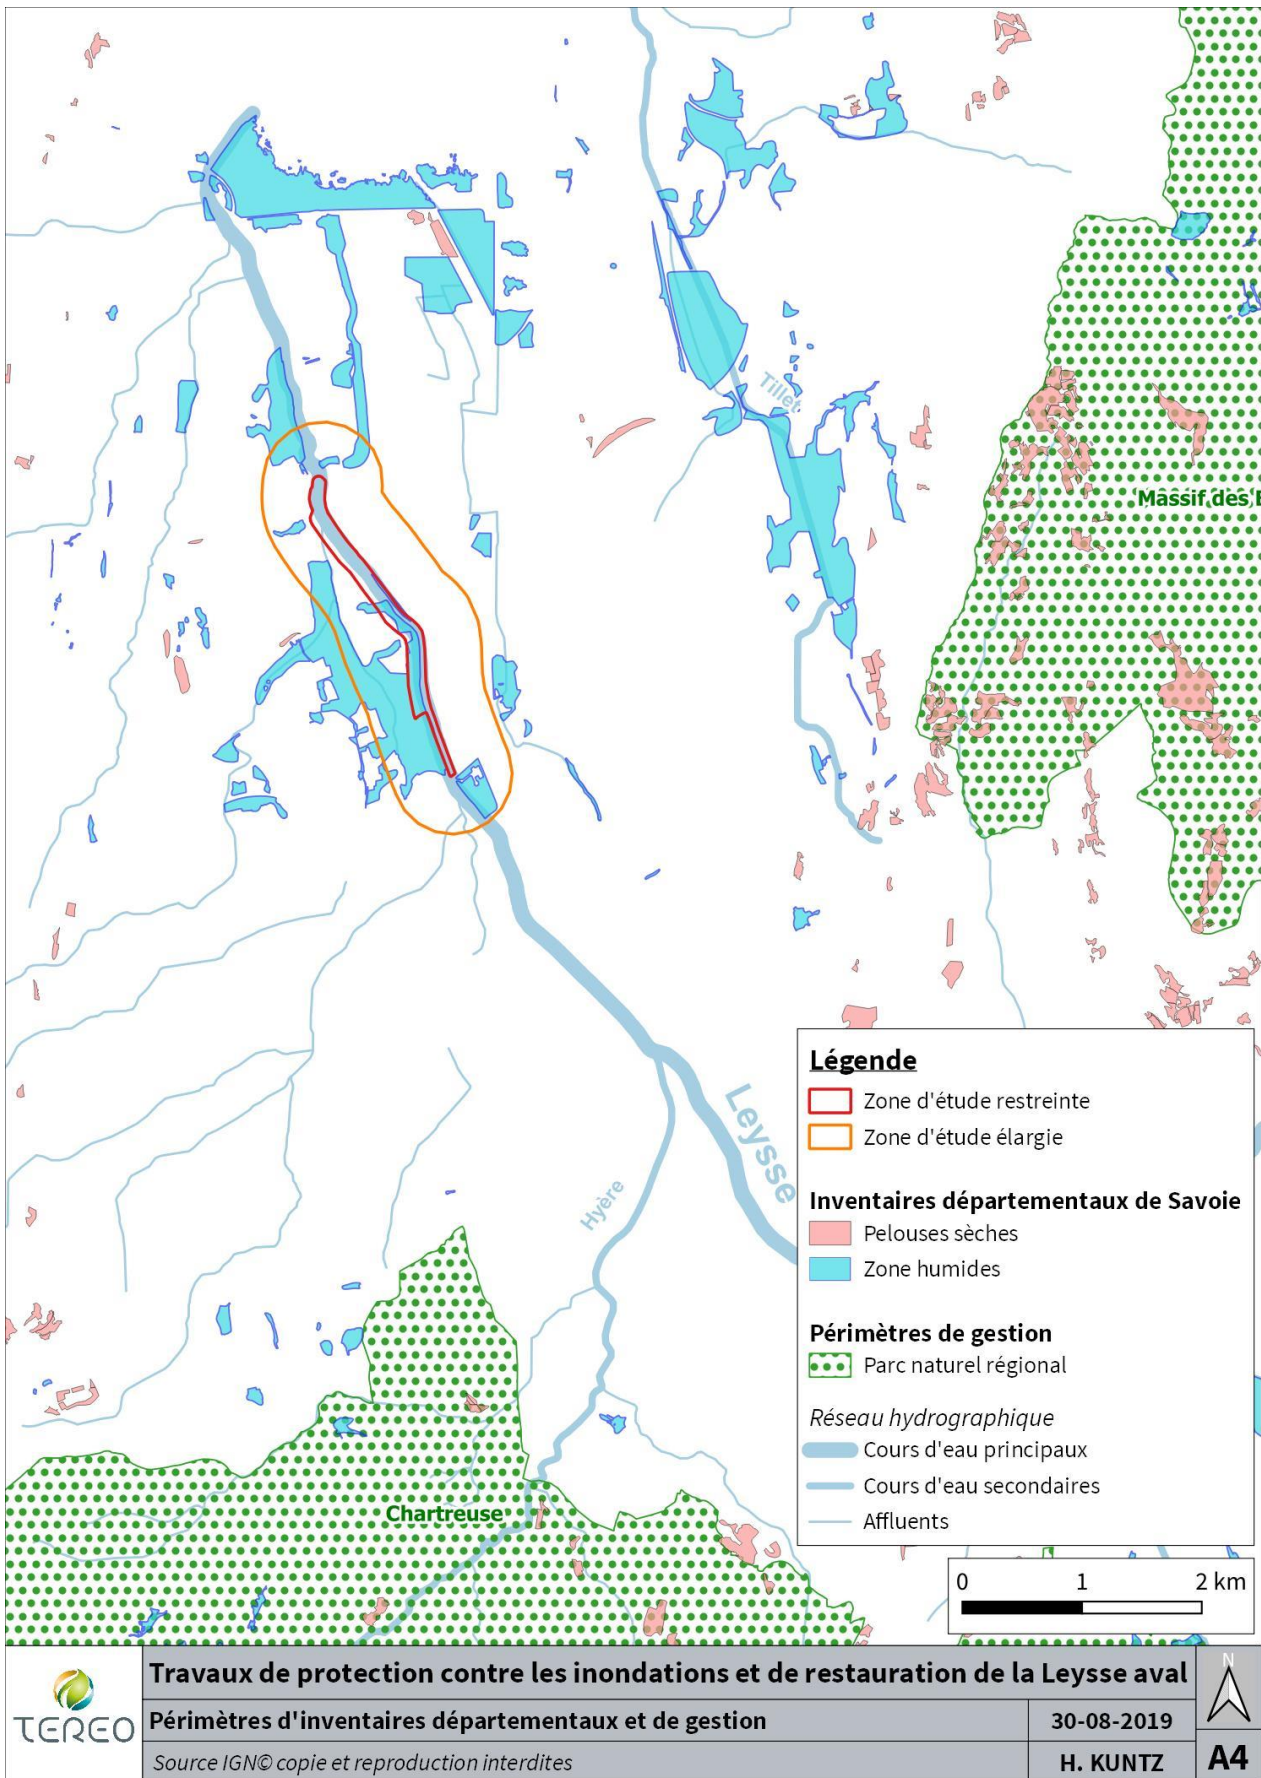 Tillet
Massif des B
Leysse
Hyère
Chartreuse
Légende
Zone d'étude restreinte
Zone d'étude élargie
Inventaires départementaux de Savoie
Pelouses sèches
Zone humides
Périmètres de gestion
Parc naturel régional
Réseau hydrographique
Cours d'eau principaux
Cours d'eau secondaires
Affluents
0 1 2 km
TEREO
Travaux de protection contre les inondations et de restauration de la Leysse aval
Périmètres d'inventaires départementaux et de gestion
30-08-2019
Source IGN© copie et reproduction interdites
H. KUNTZ
N
A4